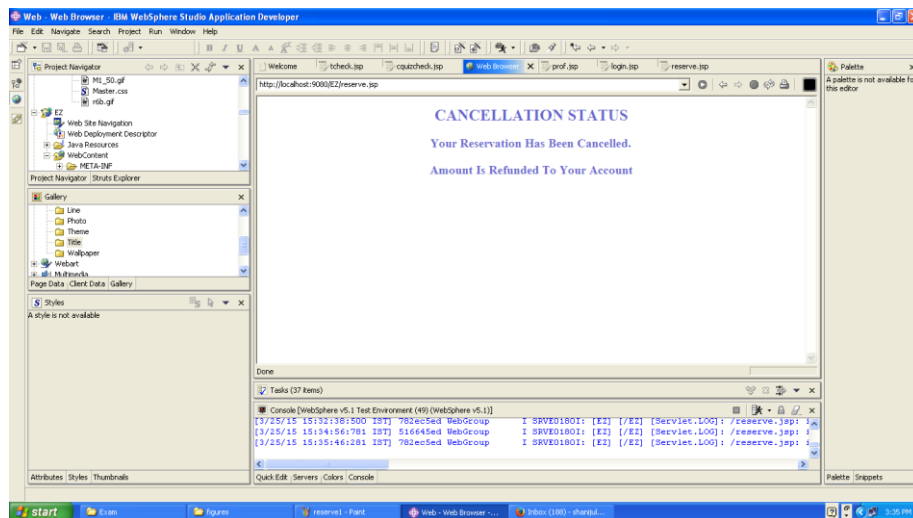 Web - Web Browser - IBM WebSphere Studio Application Developer
File Edit Navigate Search Project Run Window Help
Project Navigator
M1_50.gif
Master.css
r6b.gif
EZ
Web Site Navigation
Web Deployment Descriptor
Java Resources
WebContent
META-INF
Project Navigator Struts Explorer
Gallery
Line
Photo
Theme
Title
Wallpaper
Webart
Multimedia
Page Data Client Data Gallery
Styles
A style is not available
Attributes Styles Thumbnails
Welcome tcheck.jsp cquizcheck.jsp Web Browser prof.jsp login.jsp reserve.jsp
http://localhost:9080/EZ/reserve.jsp
CANCELLATION STATUS
Your Reservation Has Been Cancelled.
Amount Is Refunded To Your Account
Done
Tasks (37 items)
Console [WebSphere v5.1 Test Environment (49) (WebSphere v5.1)]
[3/25/15 15:32:38:500 IST] 782ec5ed WebGroup I SRVE0180I: [EZ] [/EZ] [Servlet.LOG]: /reserve.jsp: i
[3/25/15 15:34:56:781 IST] 516645ed WebGroup I SRVE0180I: [EZ] [/EZ] [Servlet.LOG]: /reserve.jsp: i
[3/25/15 15:35:46:281 IST] 782ec5ed WebGroup I SRVE0180I: [EZ] [/EZ] [Servlet.LOG]: /reserve.jsp: i
Quick Edit Servers Colors Console
Palette
A palette is not available fo
this editor
Palette Snippets
start Exam figures reserve1 - Paint Web - Web Browser -... Inbox (188) - shanjul... 3:35 PM